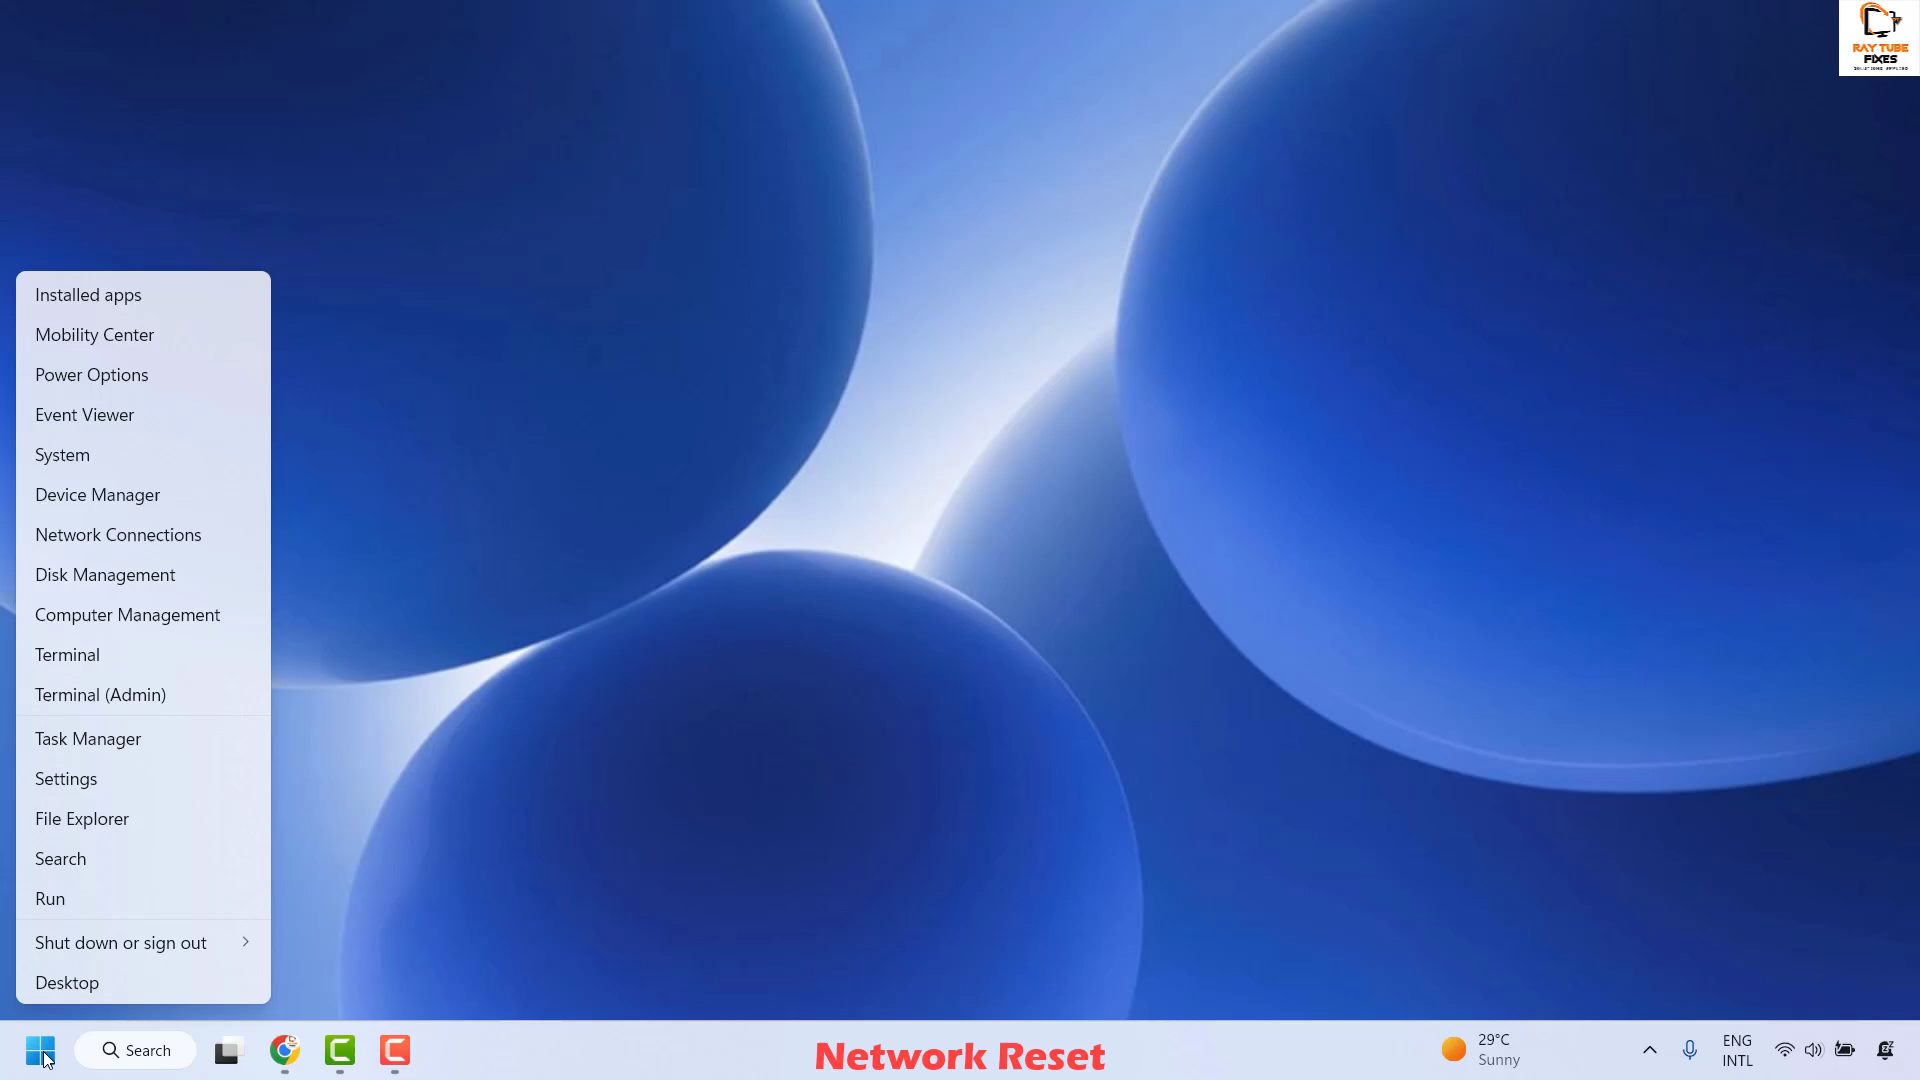 RAY TUBE
FIXES
Installed apps
Mobility Center
Power Options
Event Viewer
System
Device Manager
Network Connections
Disk Management
Computer Management
Terminal
Terminal (Admin)
Task Manager
Settings
File Explorer
Search
Run
Shut down or sign out
Desktop
Search
Network Reset
29°C
Sunny
ENG
INTL